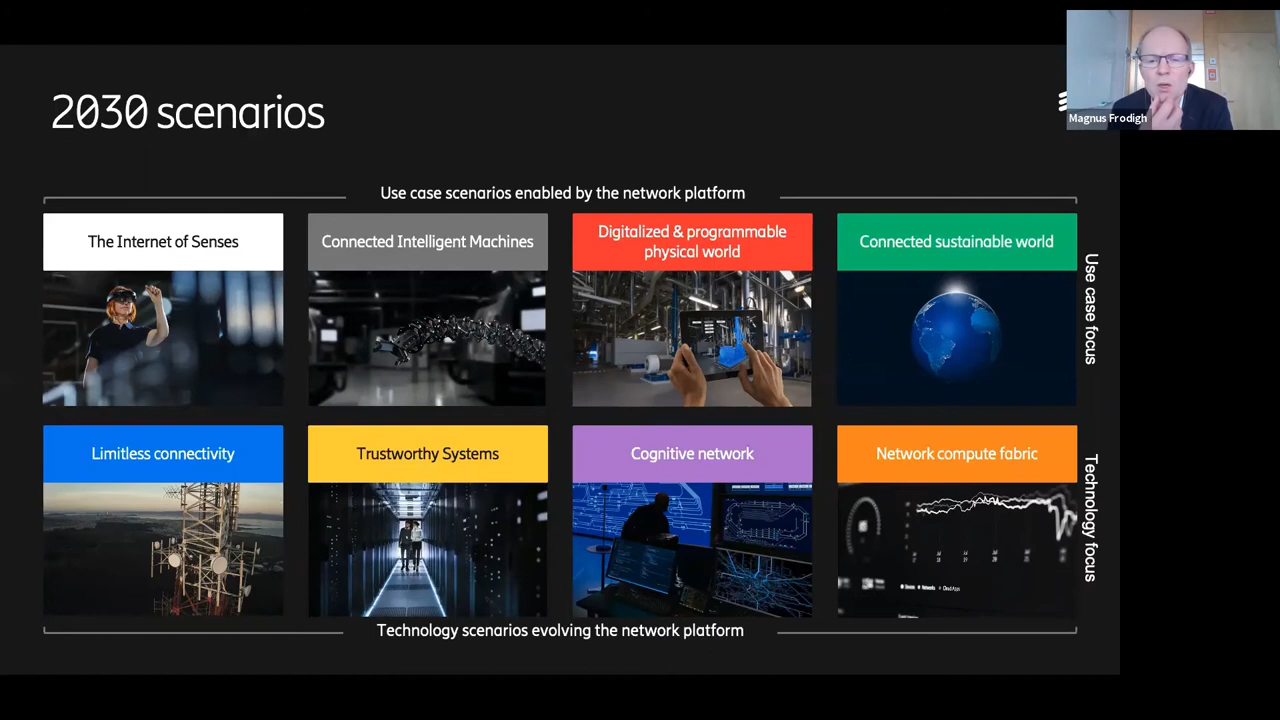 2030 scenarios
Magnus Frodigh
Use case scenarios enabled by the network platform
The Internet of Senses
Connected Intelligent Machines
Digitalized & programmable
physical world
Connected sustainable world
Use case focus
Limitless connectivity
Trustworthy Systems
Cognitive network
Network compute fabric
Technology focus
Technology scenarios evolving the network platform